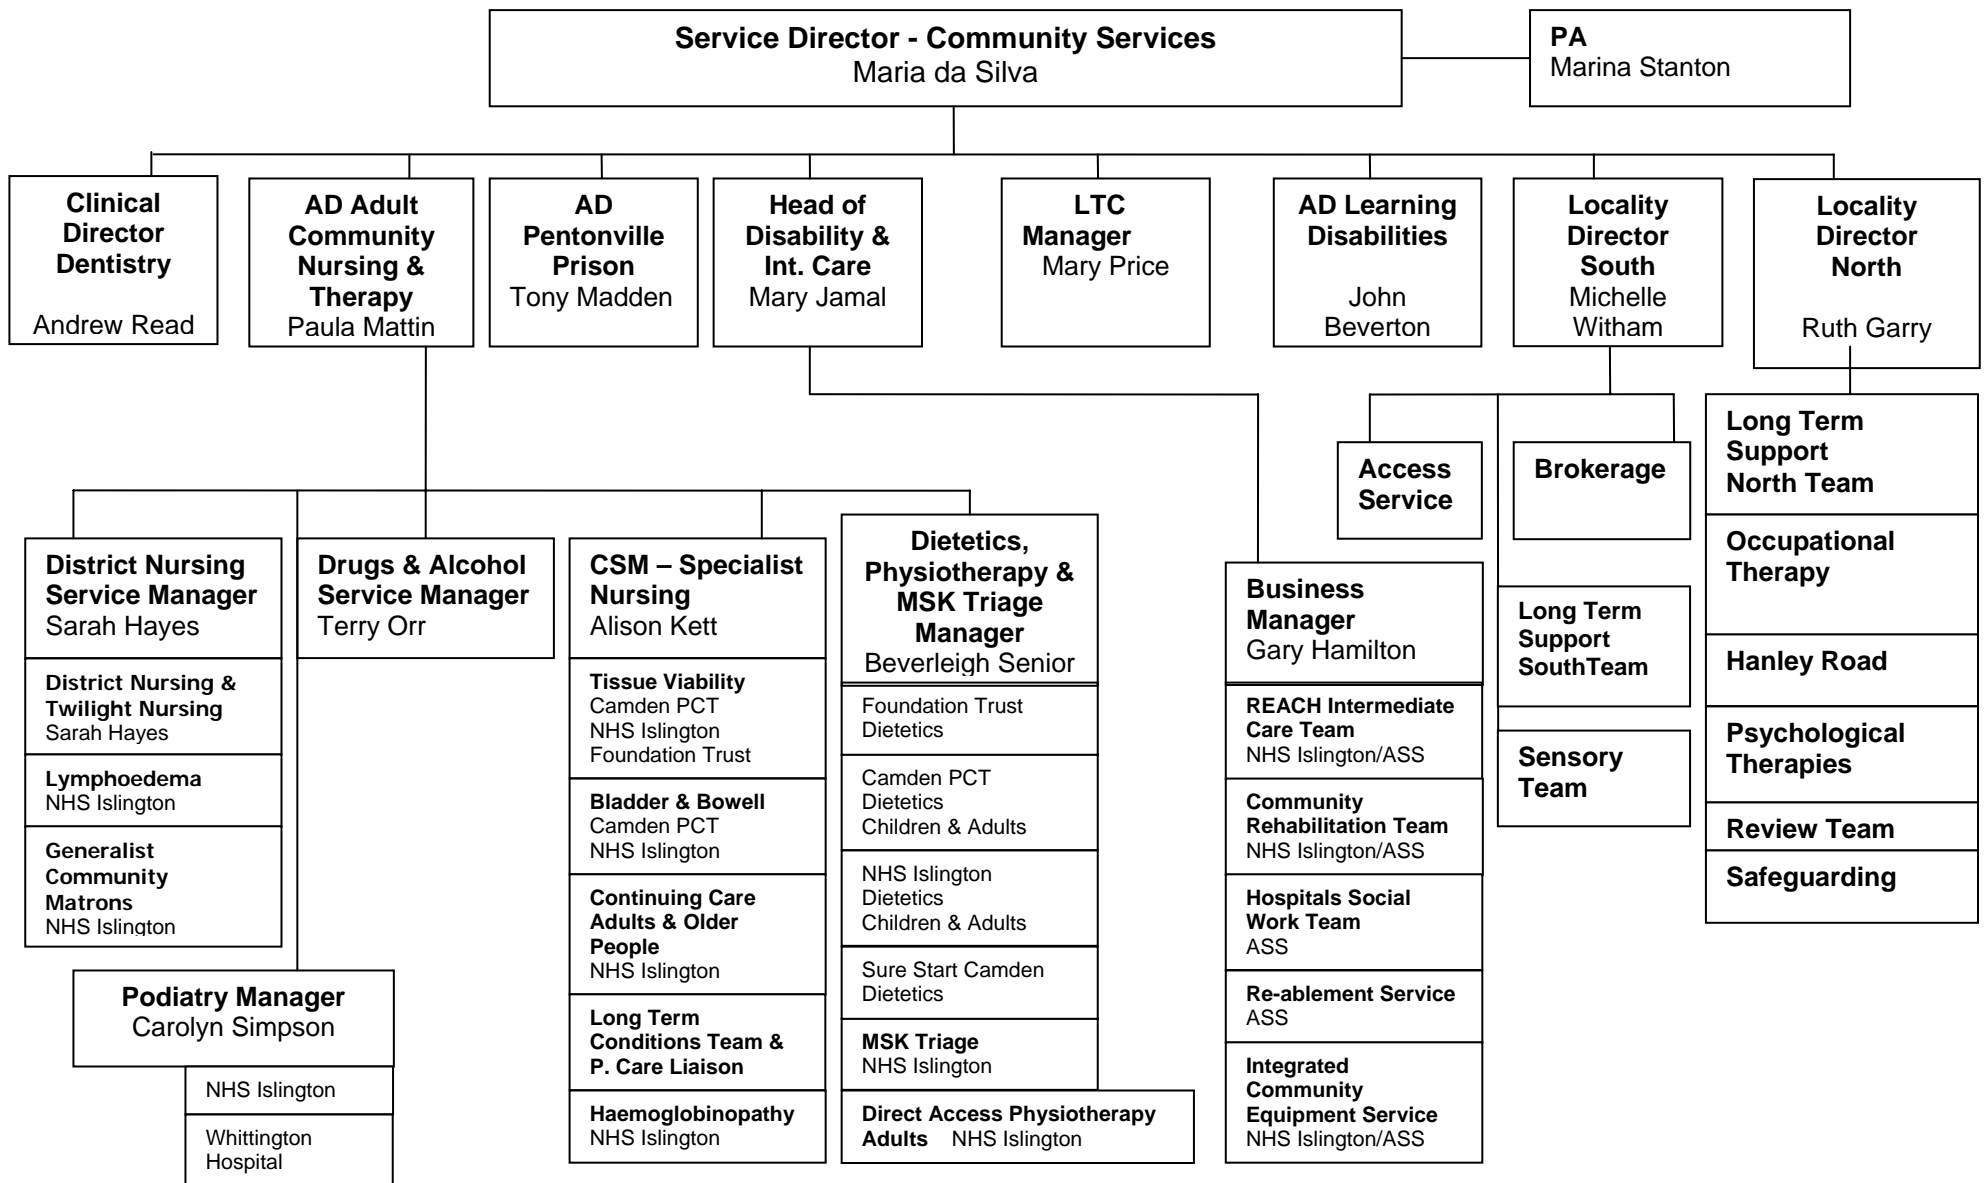 Service Director - Community Services
Maria da Silva
PA
Marina Stanton
Clinical
Director
Dentistry
Andrew Read
AD Adult
Community
Nursing &
Therapy
Paula Mattin
AD
Pentonville
Prison
Tony Madden
Head of
Disability &
Int. Care
Mary Jamal
LTC
Manager
Mary Price
AD Learning
Disabilities
John
Beverton
Locality
Director
South
Michelle
Witham
Locality
Director
North
Ruth Garry
Access
Service
Brokerage
Long Term
Support
SouthTeam
Sensory
Team
Long Term
Support
North Team
Occupational
Therapy
Hanley Road
Psychological
Therapies
Review Team
Safeguarding
District Nursing
Service Manager
Sarah Hayes
District Nursing &
Twilight Nursing
Sarah Hayes
Lymphoedema
NHS Islington
Generalist
Community
Matrons
NHS Islington
Podiatry Manager
Carolyn Simpson
NHS Islington
Whittington
Hospital
Drugs & Alcohol
Service Manager
Terry Orr
CSM – Specialist
Nursing
Alison Kett
Tissue Viability
Camden PCT
NHS Islington
Foundation Trust
Bladder & Bowell
Camden PCT
NHS Islington
Continuing Care
Adults & Older
People
NHS Islington
Long Term
Conditions Team &
P. Care Liaison
Haemoglobinopathy
NHS Islington
Dietetics,
Physiotherapy &
MSK Triage
Manager
Beverleigh Senior
Foundation Trust
Dietetics
Camden PCT
Dietetics
Children & Adults
NHS Islington
Dietetics
Children & Adults
Sure Start Camden
Dietetics
MSK Triage
NHS Islington
Direct Access Physiotherapy
Adults NHS Islington
Business
Manager
Gary Hamilton
REACH Intermediate
Care Team
NHS Islington/ASS
Community
Rehabilitation Team
NHS Islington/ASS
Hospitals Social
Work Team
ASS
Re-ablement Service
ASS
Integrated
Community
Equipment Service
NHS Islington/ASS